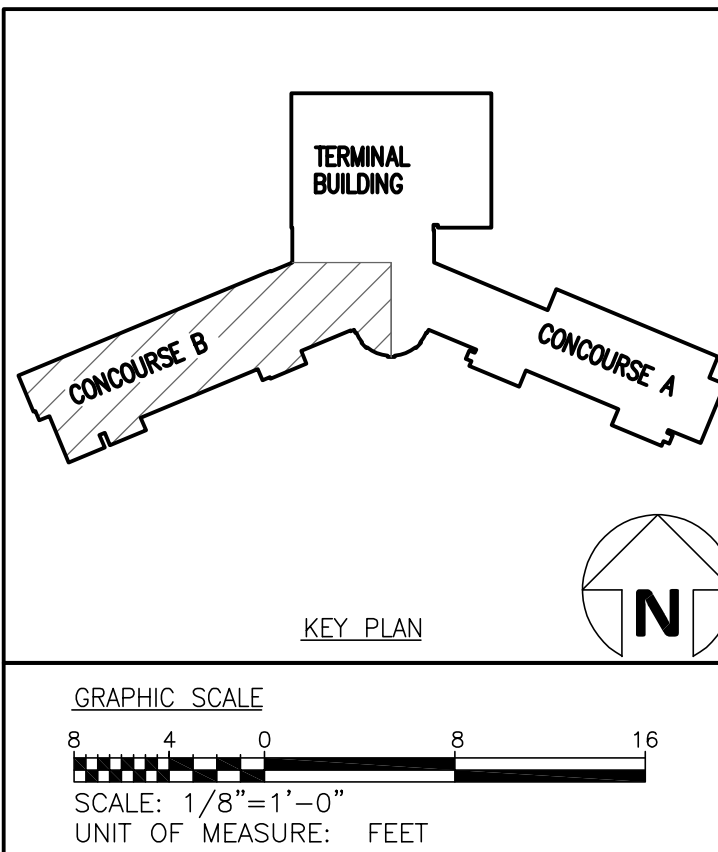 TERMINAL
BUILDING
CONCOURSE B
CONCOURSE A
N
KEY PLAN
GRAPHIC SCALE
8 4 0 8 16
SCALE: 1/8"=1'-0"
UNIT OF MEASURE: FEET